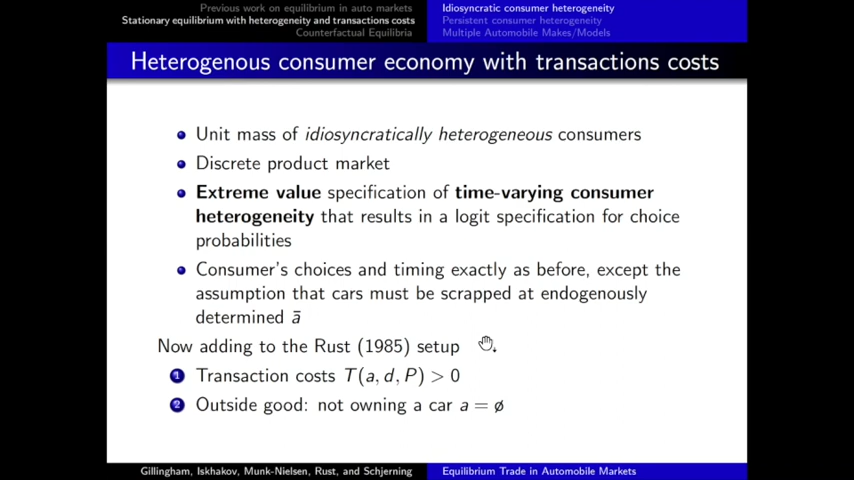 Previous work on equilibrium in auto markets
Stationary equilibrium with heterogeneity and transactions costs
Counterfactual Equilibria
Idiosyncratic consumer heterogeneity
Persistent consumer heterogeneity
Multiple Automobile Makes/Models
Heterogenous consumer economy with transactions costs
Unit mass of idiosyncratically heterogeneous consumers
Discrete product market
Extreme value specification of time-varying consumer
heterogeneity that results in a logit specification for choice
probabilities
Consumer's choices and timing exactly as before, except the
assumption that cars must be scrapped at endogenously
determined ā
Now adding to the Rust (1985) setup
1 Transaction costs T(a, d, P) > 0
2 Outside good: not owning a car a = ø
Gillingham, Iskhakov, Munk-Nielsen, Rust, and Schjerning
Equilibrium Trade in Automobile Markets